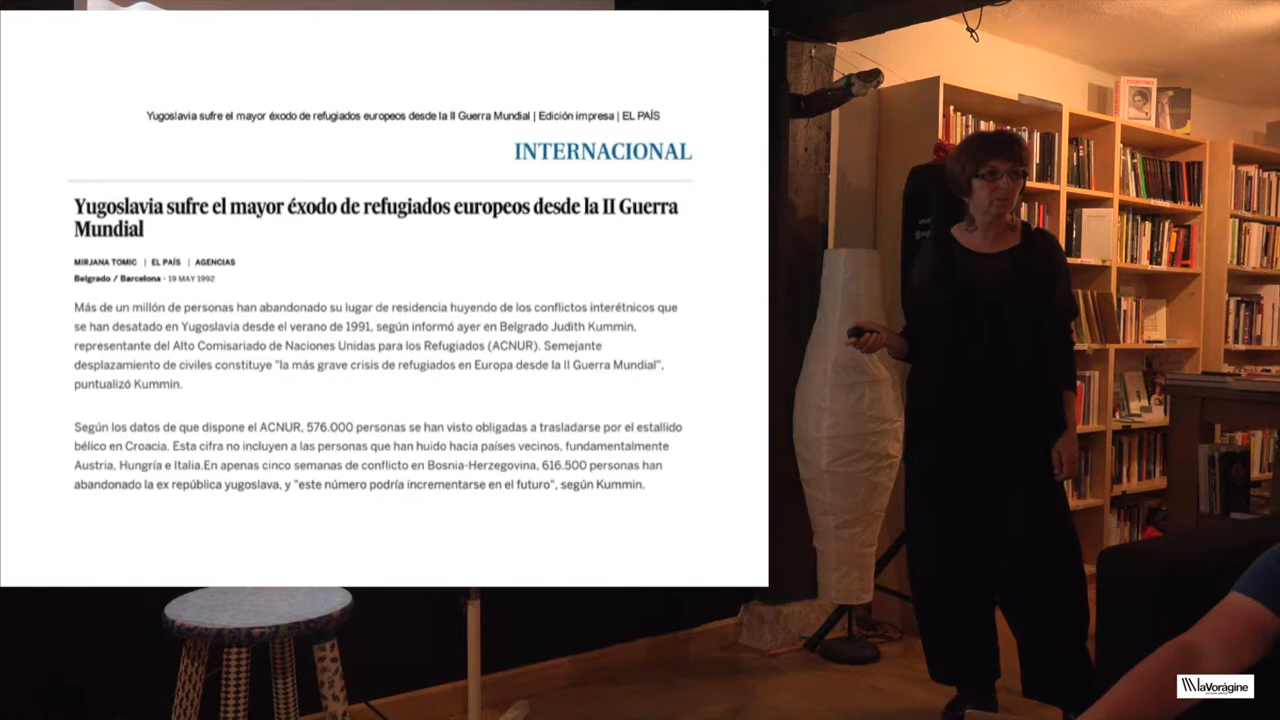 Yugoslavia sufre el mayor éxodo de refugiados europeos desde la II Guerra Mundial | Edición impresa | EL PAÍS
INTERNACIONAL
Yugoslavia sufre el mayor éxodo de refugiados europeos desde la II Guerra
Mundial
MIRJANA TOMIC | EL PAÍS | AGENCIAS
Belgrado / Barcelona - 19 MAY 1992
Más de un millón de personas han abandonado su lugar de residencia huyendo de los conflictos interétnicos que
se han desatado en Yugoslavia desde el verano de 1991, según informó ayer en Belgrado Judith Kummin,
representante del Alto Comisariado de Naciones Unidas para los Refugiados (ACNUR). Semejante
desplazamiento de civiles constituye "la más grave crisis de refugiados en Europa desde la II Guerra Mundial",
puntualizó Kummin.
Según los datos de que dispone el ACNUR, 576.000 personas se han visto obligadas a trasladarse por el estallido
bélico en Croacia. Esta cifra no incluyen a las personas que han huido hacia países vecinos, fundamentalmente
Austria, Hungría e Italia.En apenas cinco semanas de conflicto en Bosnia-Herzegovina, 616.500 personas han
abandonado la ex república yugoslava, y "este número podría incrementarse en el futuro", según Kummin.
laVorágine